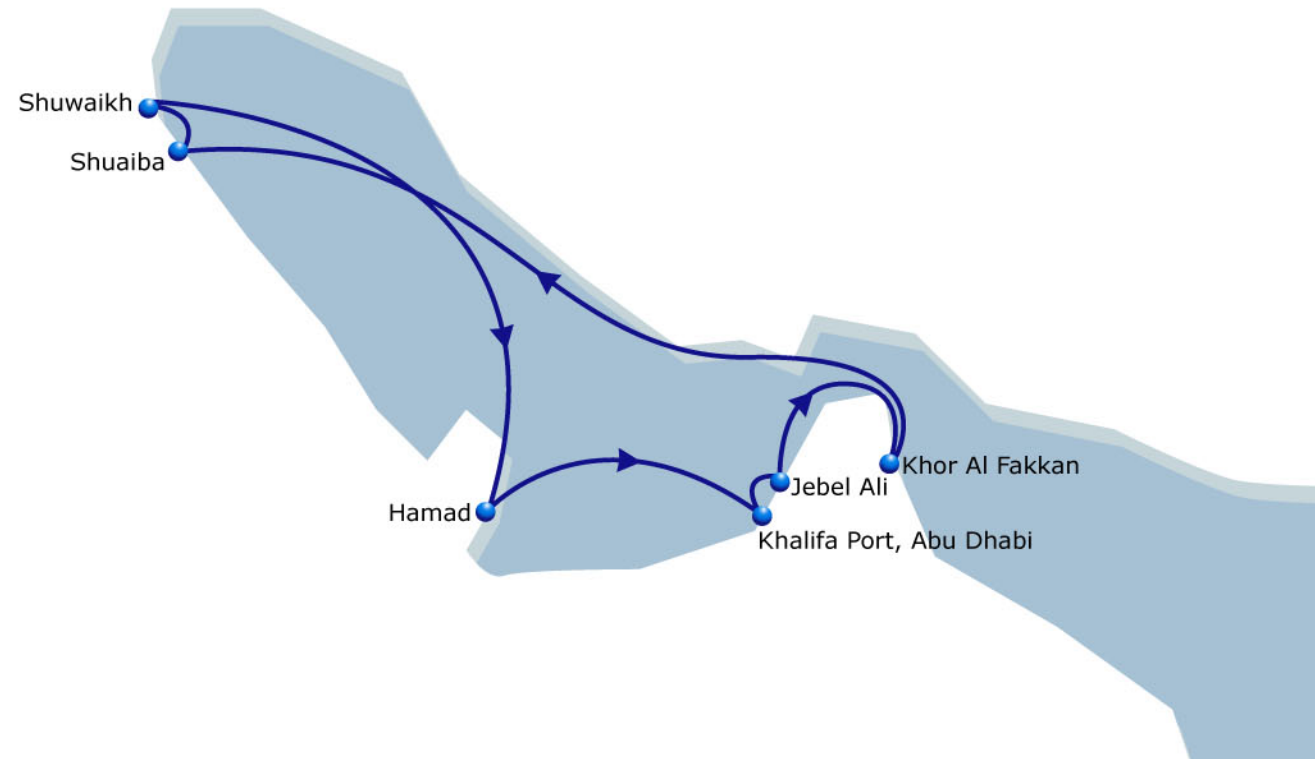 Shuwaikh
Shuaiba
Khor Al Fakkan
Jebel Ali
Hamad
Khalifa Port, Abu Dhabi